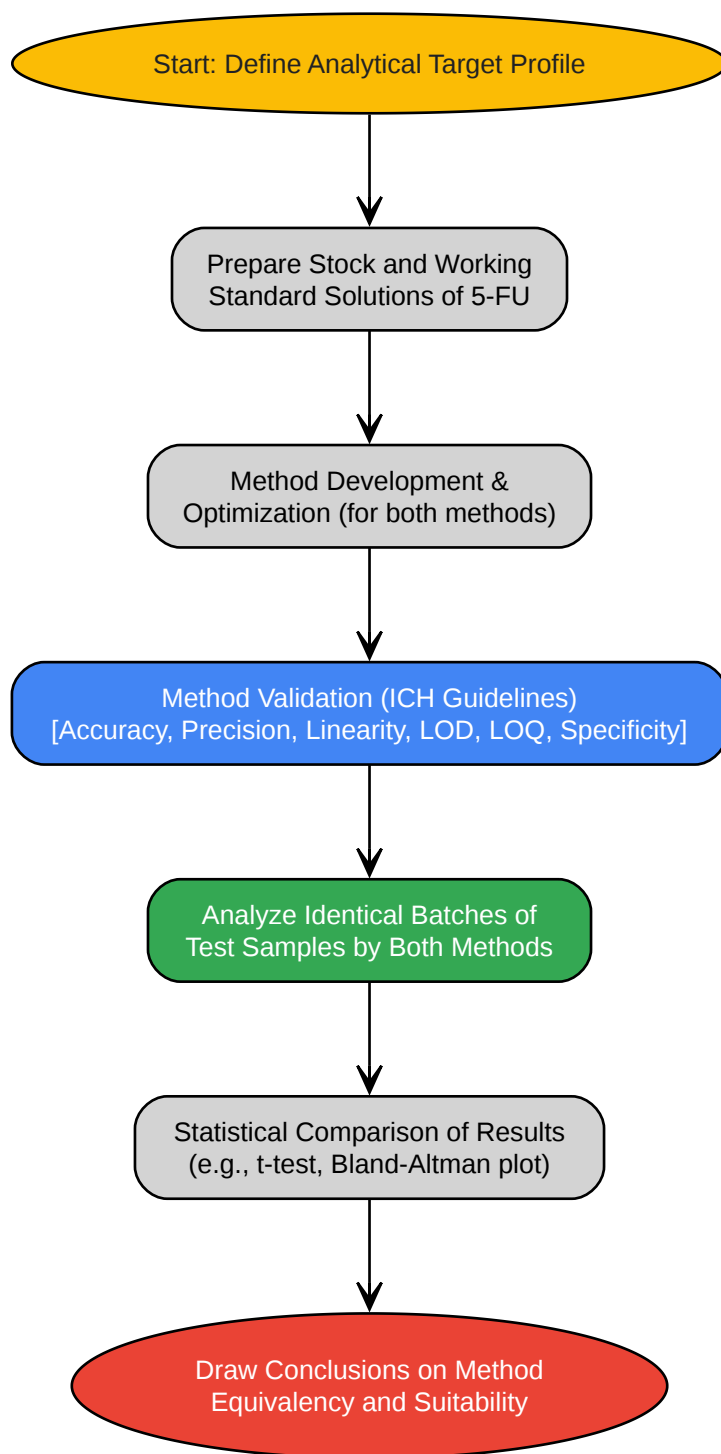 Start: Define Analytical Target Profile
Prepare Stock and Working
Standard Solutions of 5-FU
Method Development &
Optimization (for both methods)
Method Validation (ICH Guidelines)
[Accuracy, Precision, Linearity, LOD, LOQ, Specificity]
Analyze Identical Batches of
Test Samples by Both Methods
Statistical Comparison of Results
(e.g., t-test, Bland-Altman plot)
Draw Conclusions on Method
Equivalency and Suitability